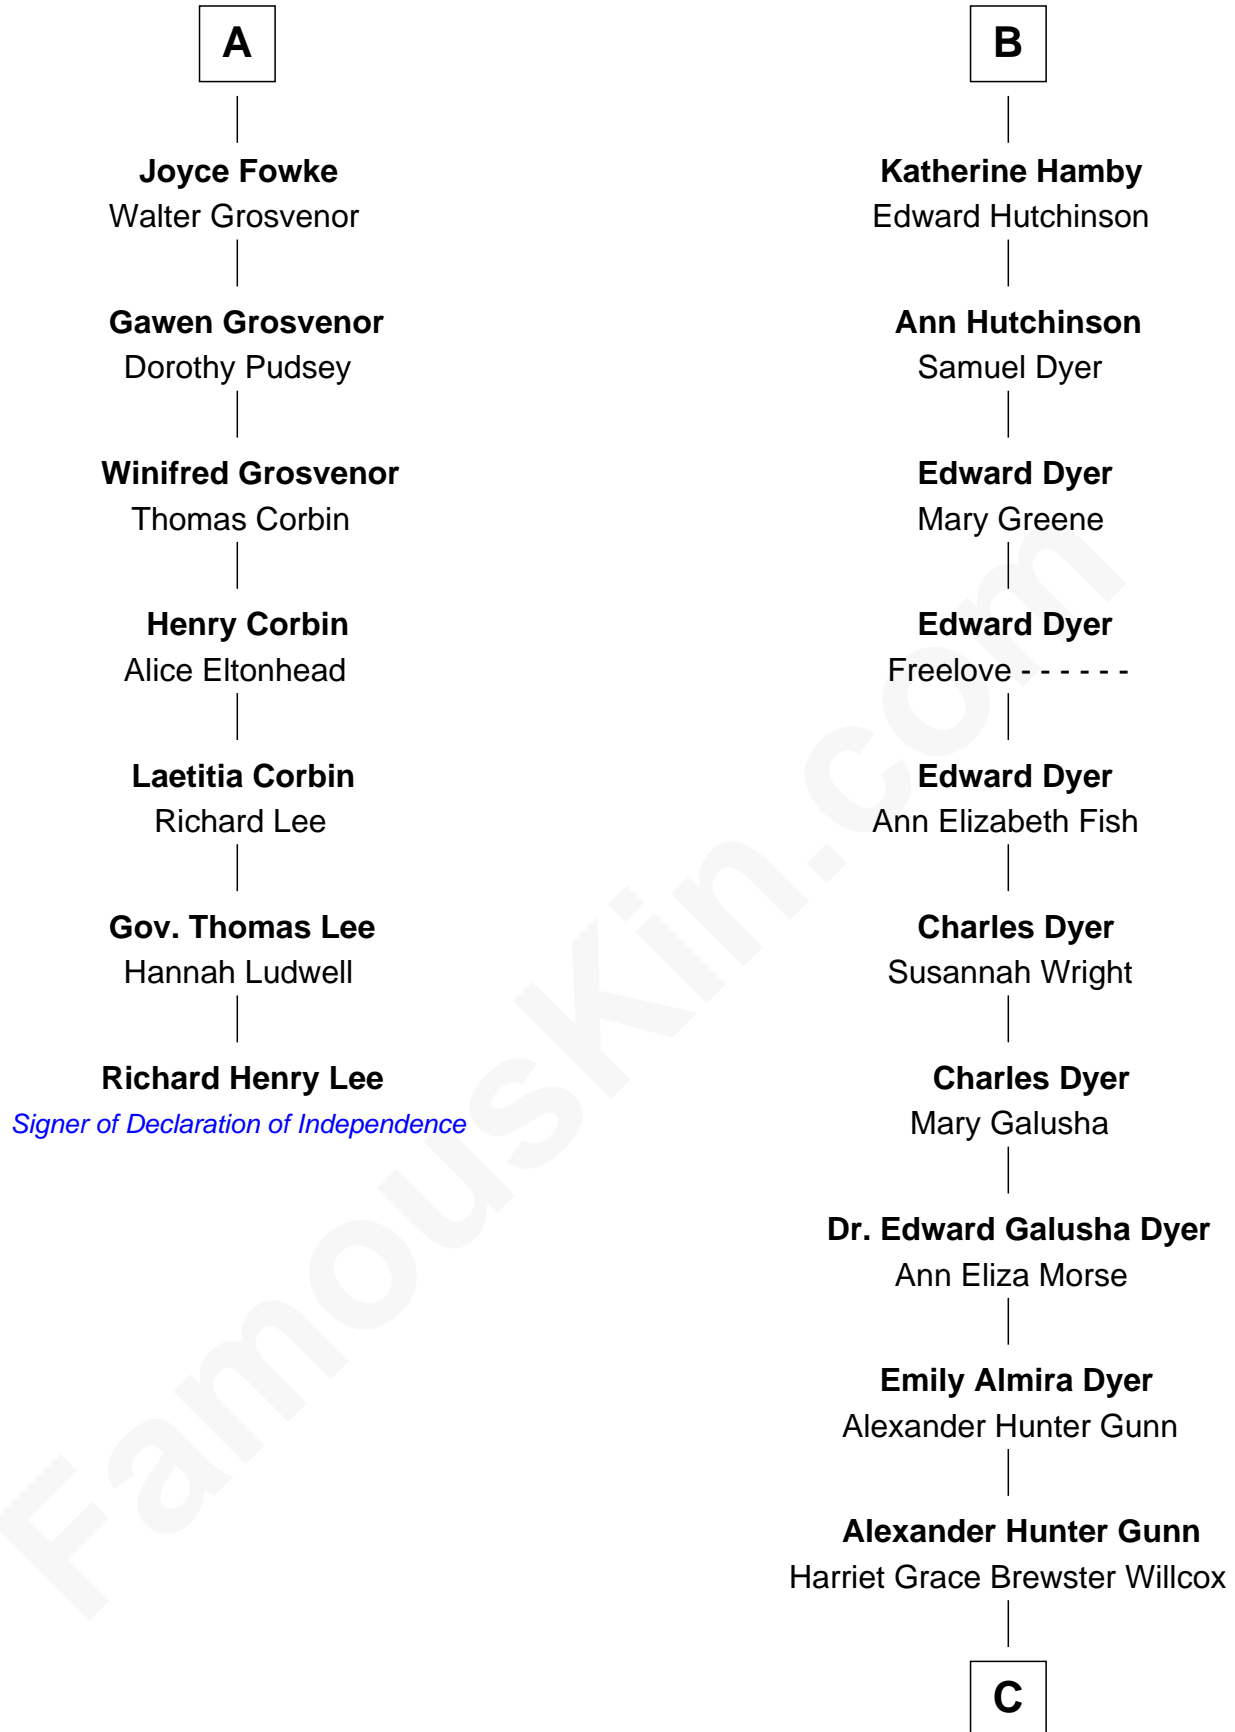 A
Joyce Fowke
Walter Grosvenor
Gawen Grosvenor
Dorothy Pudsey
Winifred Grosvenor
Thomas Corbin
Henry Corbin
Alice Eltonhead
Laetitia Corbin
Richard Lee
Gov. Thomas Lee
Hannah Ludwell
Richard Henry Lee
Signer of Declaration of Independence
B
Katherine Hamby
Edward Hutchinson
Ann Hutchinson
Samuel Dyer
Edward Dyer
Mary Greene
Edward Dyer
Freelove - - - - - -
Edward Dyer
Ann Elizabeth Fish
Charles Dyer
Susannah Wright
Charles Dyer
Mary Galusha
Dr. Edward Galusha Dyer
Ann Eliza Morse
Emily Almira Dyer
Alexander Hunter Gunn
Alexander Hunter Gunn
Harriet Grace Brewster Willcox
C
FamousKin.com